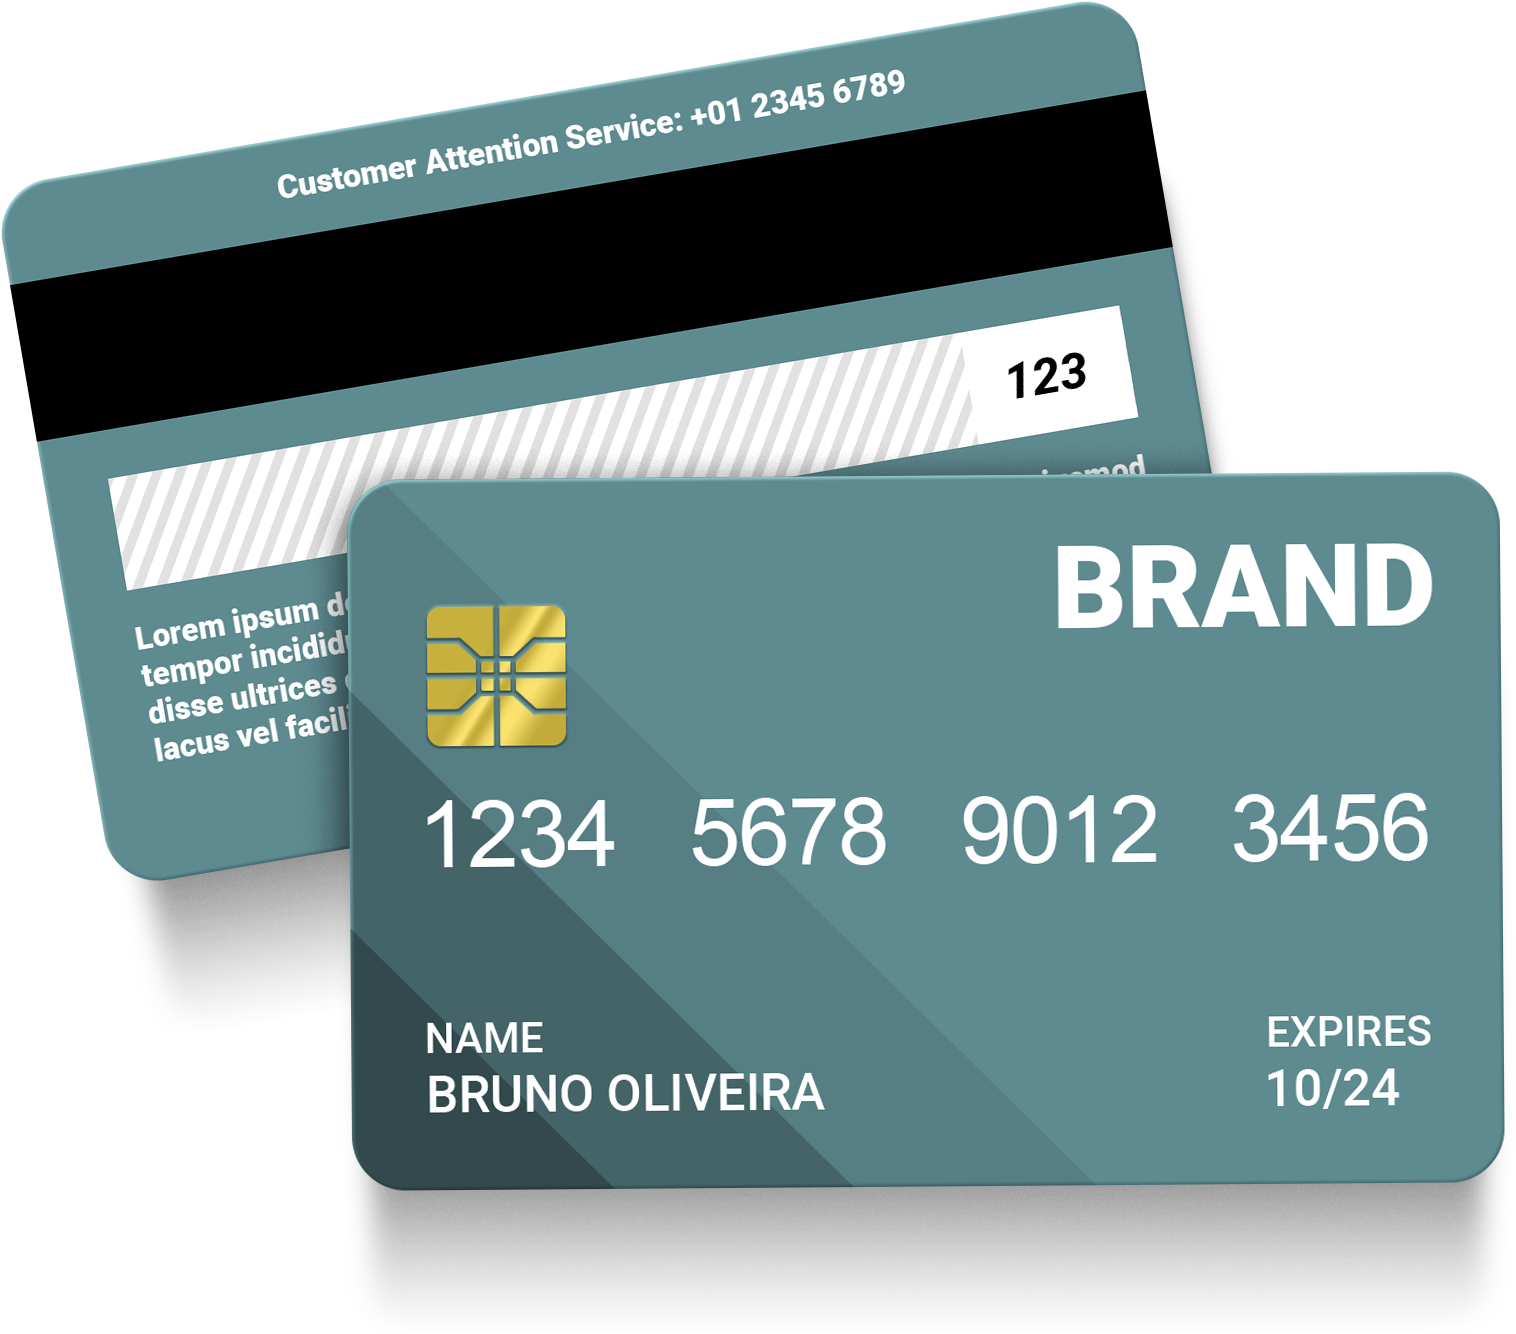 Customer Attention Service: +01 2345 6789
123
Lorem ipsum
tempor
disse ultrices
lacus vel
BRAND
1234 5678 9012 3456
NAME
BRUNO OLIVEIRA
EXPIRES
10/24